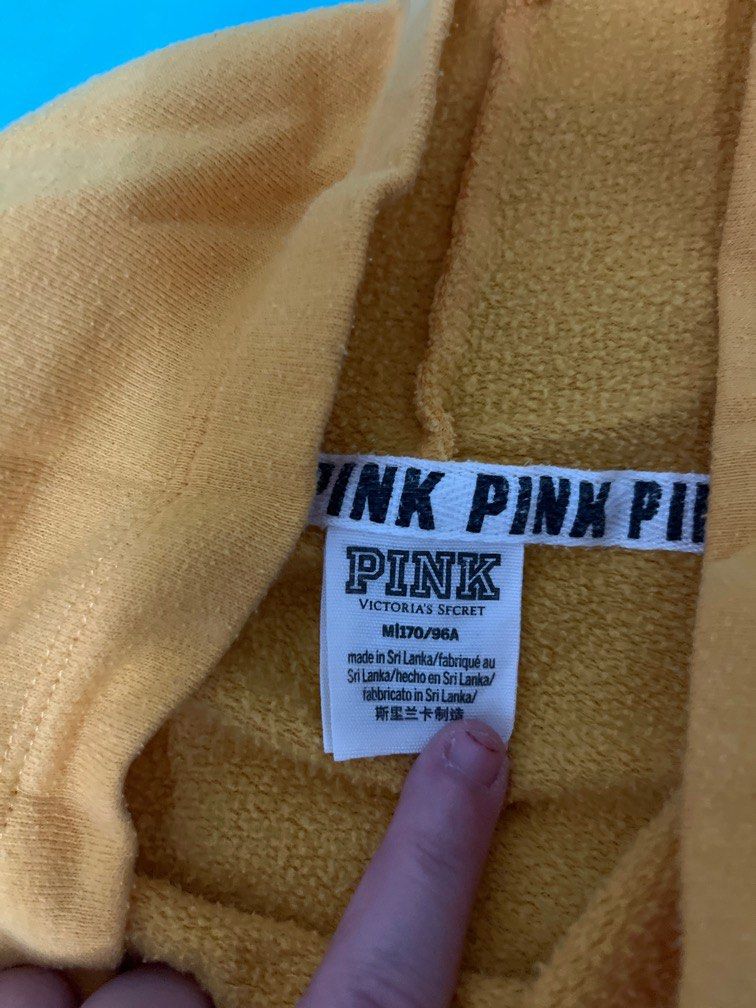 PINK PINK PI
PINK
VICTORIA'S SECRET
M|170/96A
made in Sri Lanka/fabriqué au
Sri Lanka/hecho en Sri Lanka/
fabbricato in Sri Lanka/
斯里兰卡制造